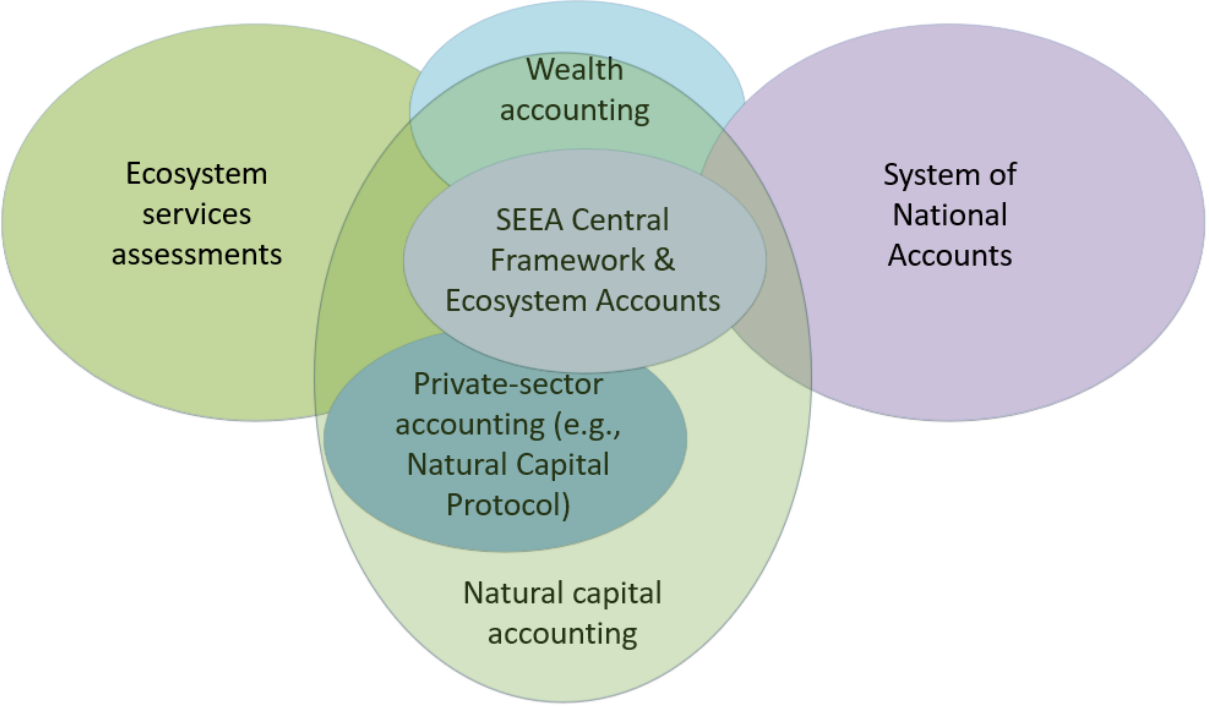 Wealth
accounting
Ecosystem
services
assessments
SEEA Central
Framework &
Ecosystem Accounts
System of
National
Accounts
Private-sector
accounting (e.g.,
Natural Capital
Protocol)
Natural capital
accounting